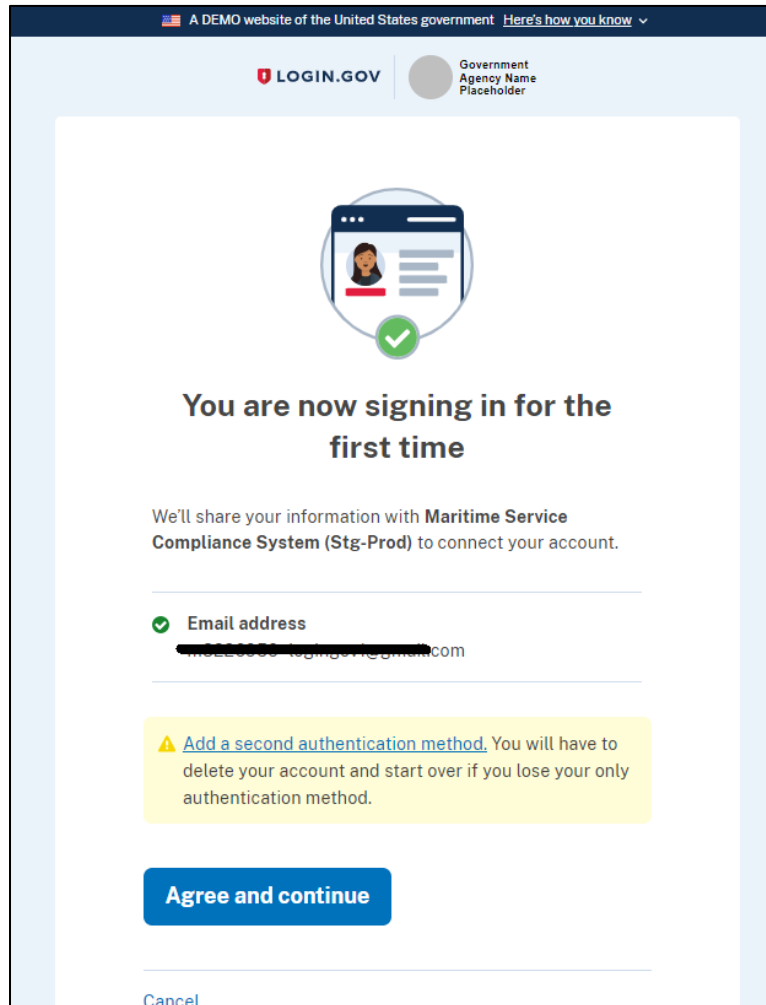 A DEMO website of the United States government Here's how you know
LOGIN.GOV
Government
Agency Name
Placeholder
You are now signing in for the
first time
We'll share your information with Maritime Service
Compliance System (Stg-Prod) to connect your account.
Email address
com
Add a second authentication method. You will have to
delete your account and start over if you lose your only
authentication method.
Agree and continue
Cancel